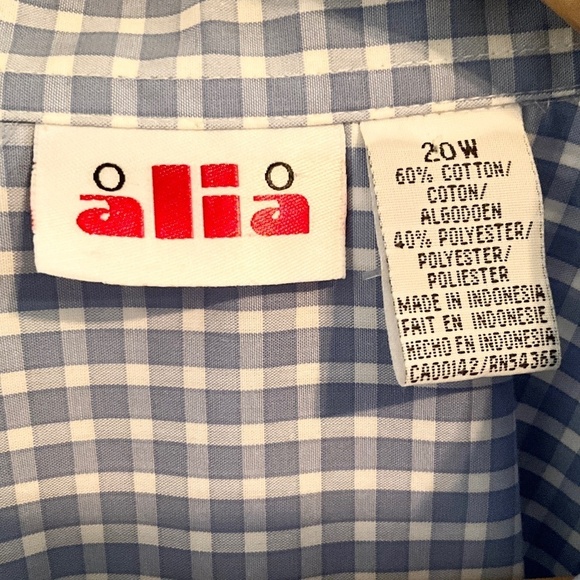 alia
20W
60% COTTON/
COTON/
ALGODOEN
40% POLYESTER/
POLYESTER/
POLIESTER
MADE IN INDONESIA
FAIT EN INDONESIE
HECHO EN INDONESIA
CA00142/RN54365